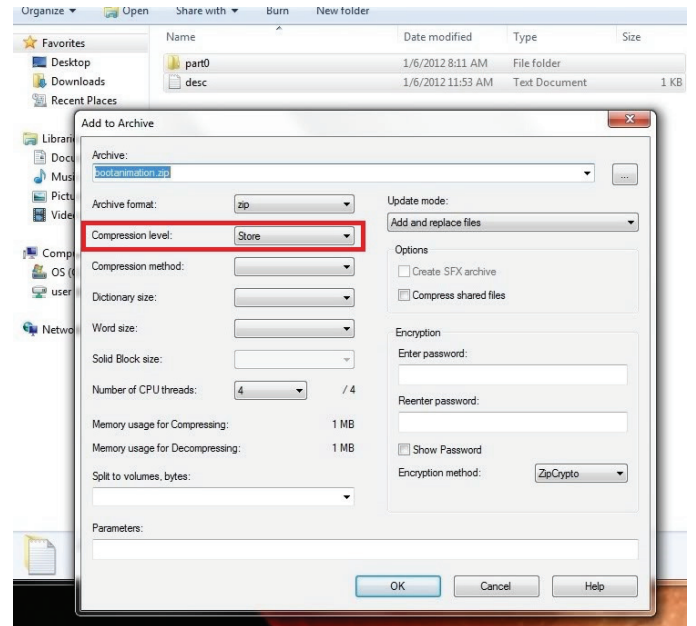 Organize Open Share with Burn New folder
Name Date modified Type Size
Favorites
Desktop
Downloads
Recent Places
part0 1/6/2012 8:11 AM File folder
desc 1/6/2012 11:53 AM Text Document 1 KB
Add to Archive
Archive:
bootanimation.zip
...
Archive format: zip
Compression level: Store
Compression method:
Dictionary size:
Word size:
Solid Block size:
Number of CPU threads: 4 / 4
Memory usage for Compressing: 1 MB
Memory usage for Decompressing: 1 MB
Split to volumes, bytes:
Parameters:
Update mode:
Add and replace files
Options
Create SFX archive
Compress shared files
Encryption
Enter password:
Reenter password:
Show Password
Encryption method: ZipCrypto
OK Cancel Help
OS (
user